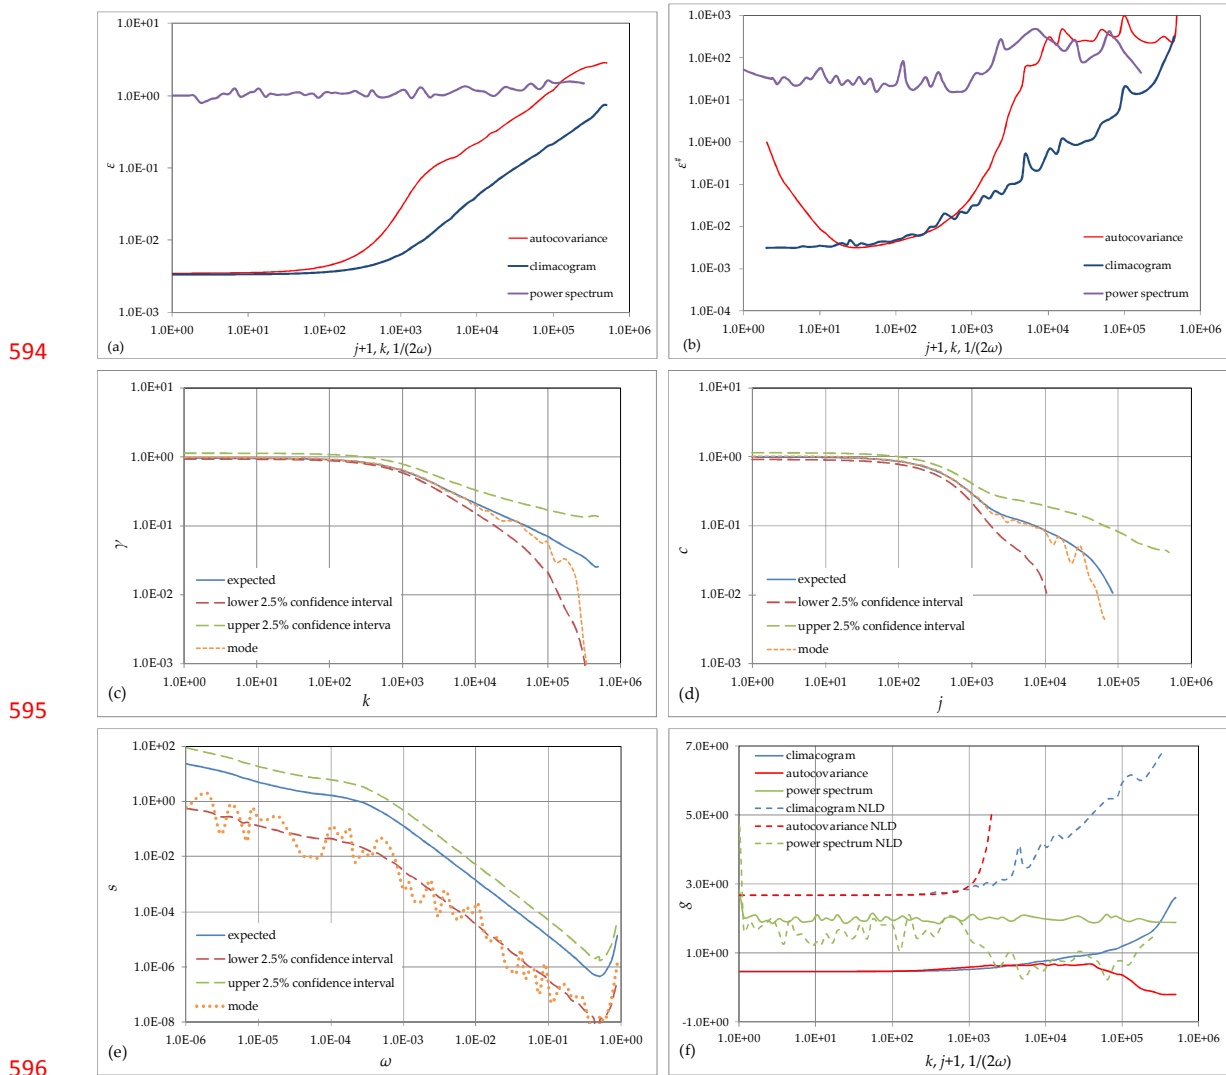 1.0E+01
1.0E+00
1.0E-01
1.0E-02
1.0E-03
ε
autocovariance
climacogram
power spectrum
1.0E+00 1.0E+01 1.0E+02 1.0E+03 1.0E+04 1.0E+05 1.0E+06
(a)
j+1, k, 1/(2ω)
1.0E+03
1.0E+02
1.0E+01
1.0E+00
1.0E-01
1.0E-02
1.0E-03
1.0E-04
ε#
autocovariance
climacogram
power spectrum
1.0E+00 1.0E+01 1.0E+02 1.0E+03 1.0E+04 1.0E+05 1.0E+06
(b)
j+1, k, 1/(2ω)
594
1.0E+01
1.0E+00
1.0E-01
1.0E-02
1.0E-03
γ
expected
lower 2.5% confidence interval
upper 2.5% confidence interval
mode
1.0E+00 1.0E+01 1.0E+02 1.0E+03 1.0E+04 1.0E+05 1.0E+06
(c)
k
1.0E+01
1.0E+00
1.0E-01
1.0E-02
1.0E-03
c
expected
lower 2.5% confidence interval
upper 2.5% confidence interval
mode
1.0E+00 1.0E+01 1.0E+02 1.0E+03 1.0E+04 1.0E+05 1.0E+06
(d)
j
595
1.0E+02
1.0E+00
1.0E-02
1.0E-04
1.0E-06
1.0E-08
s
expected
lower 2.5% confidence interval
upper 2.5% confidence interval
mode
1.0E-06 1.0E-05 1.0E-04 1.0E-03 1.0E-02 1.0E-01 1.0E+00
(e)
ω
7.0E+00
5.0E+00
3.0E+00
1.0E+00
-1.0E+00
g
climacogram
autocovariance
power spectrum
climacogram NLD
autocovariance NLD
power spectrum NLD
1.0E+00 1.0E+01 1.0E+02 1.0E+03 1.0E+04 1.0E+05 1.0E+06
(f)
k, j+1, 1/(2ω)
596